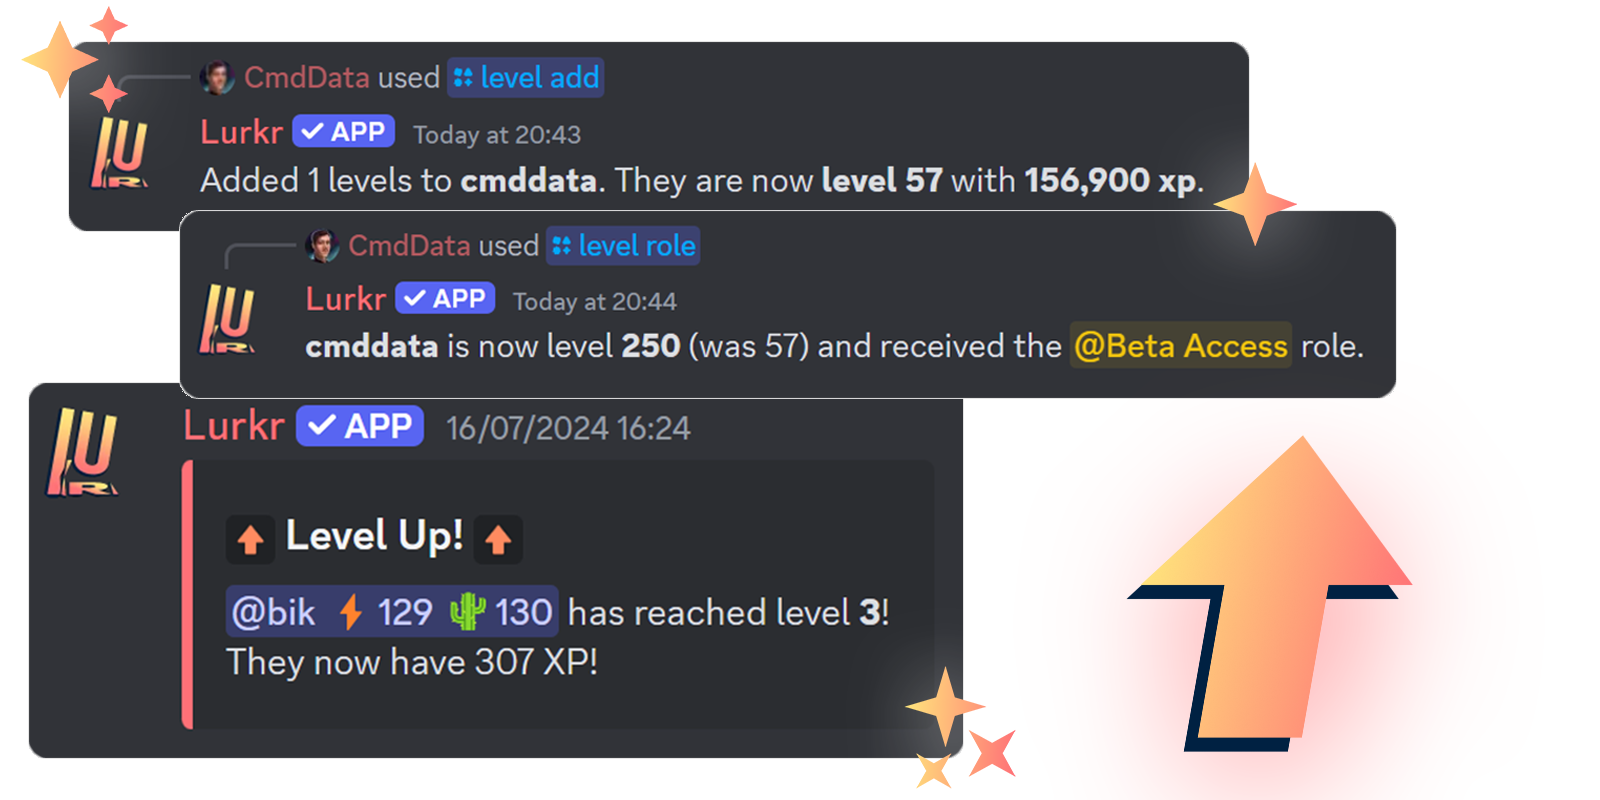 CmdData used level add
Lurkr ✓ APP Today at 20:43
Added 1 levels to cmddata. They are now level 57 with 156,900 xp.
CmdData used level role
Lurkr ✓ APP Today at 20:44
cmddata is now level 250 (was 57) and received the @Beta Access role.
Lurkr ✓ APP 16/07/2024 16:24
⬆ Level Up! ⬆
@bik ⚡ 129 🌵 130 has reached level 3!
They now have 307 XP!